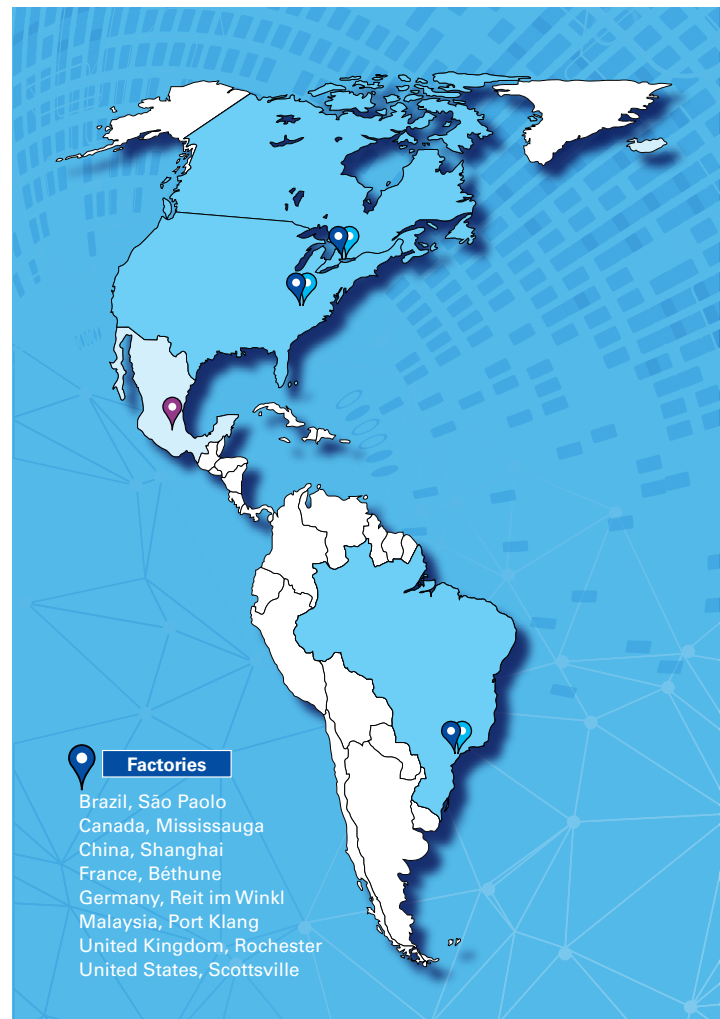 Factories
Brazil, São Paolo
Canada, Mississauga
China, Shanghai
France, Béthune
Germany, Reit im Winkl
Malaysia, Port Klang
United Kingdom, Rochester
United States, Scottsville